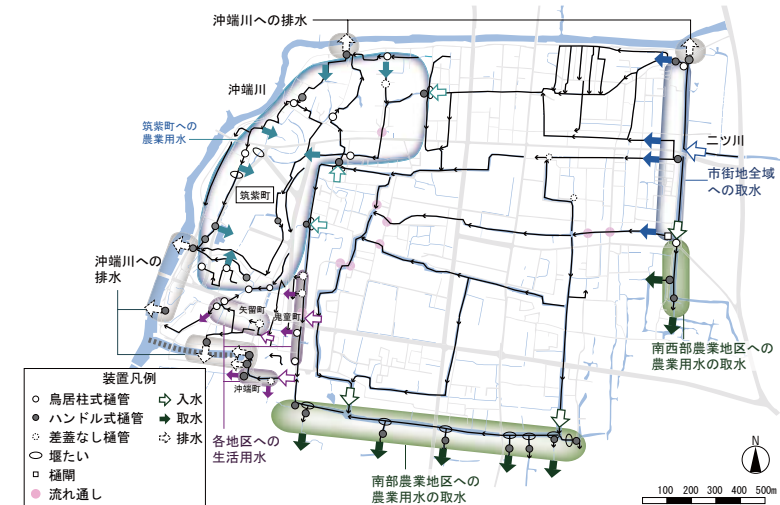 沖端川への排水
沖端川
筑紫町への
農業用水
筑紫町
二ツ川
市街地全域
への取水
沖端川への
排水
矢留町
鬼童町
沖端町
南西部農業地区への
農業用水の取水
装置凡例
鳥居柱式樋管
ハンドル式樋管
差蓋なし樋管
堰たい
樋閘
流れ通し
入水
取水
排水
各地区への
生活用水
南部農業地区への
農業用水の取水
N
100 200 300 400 500m